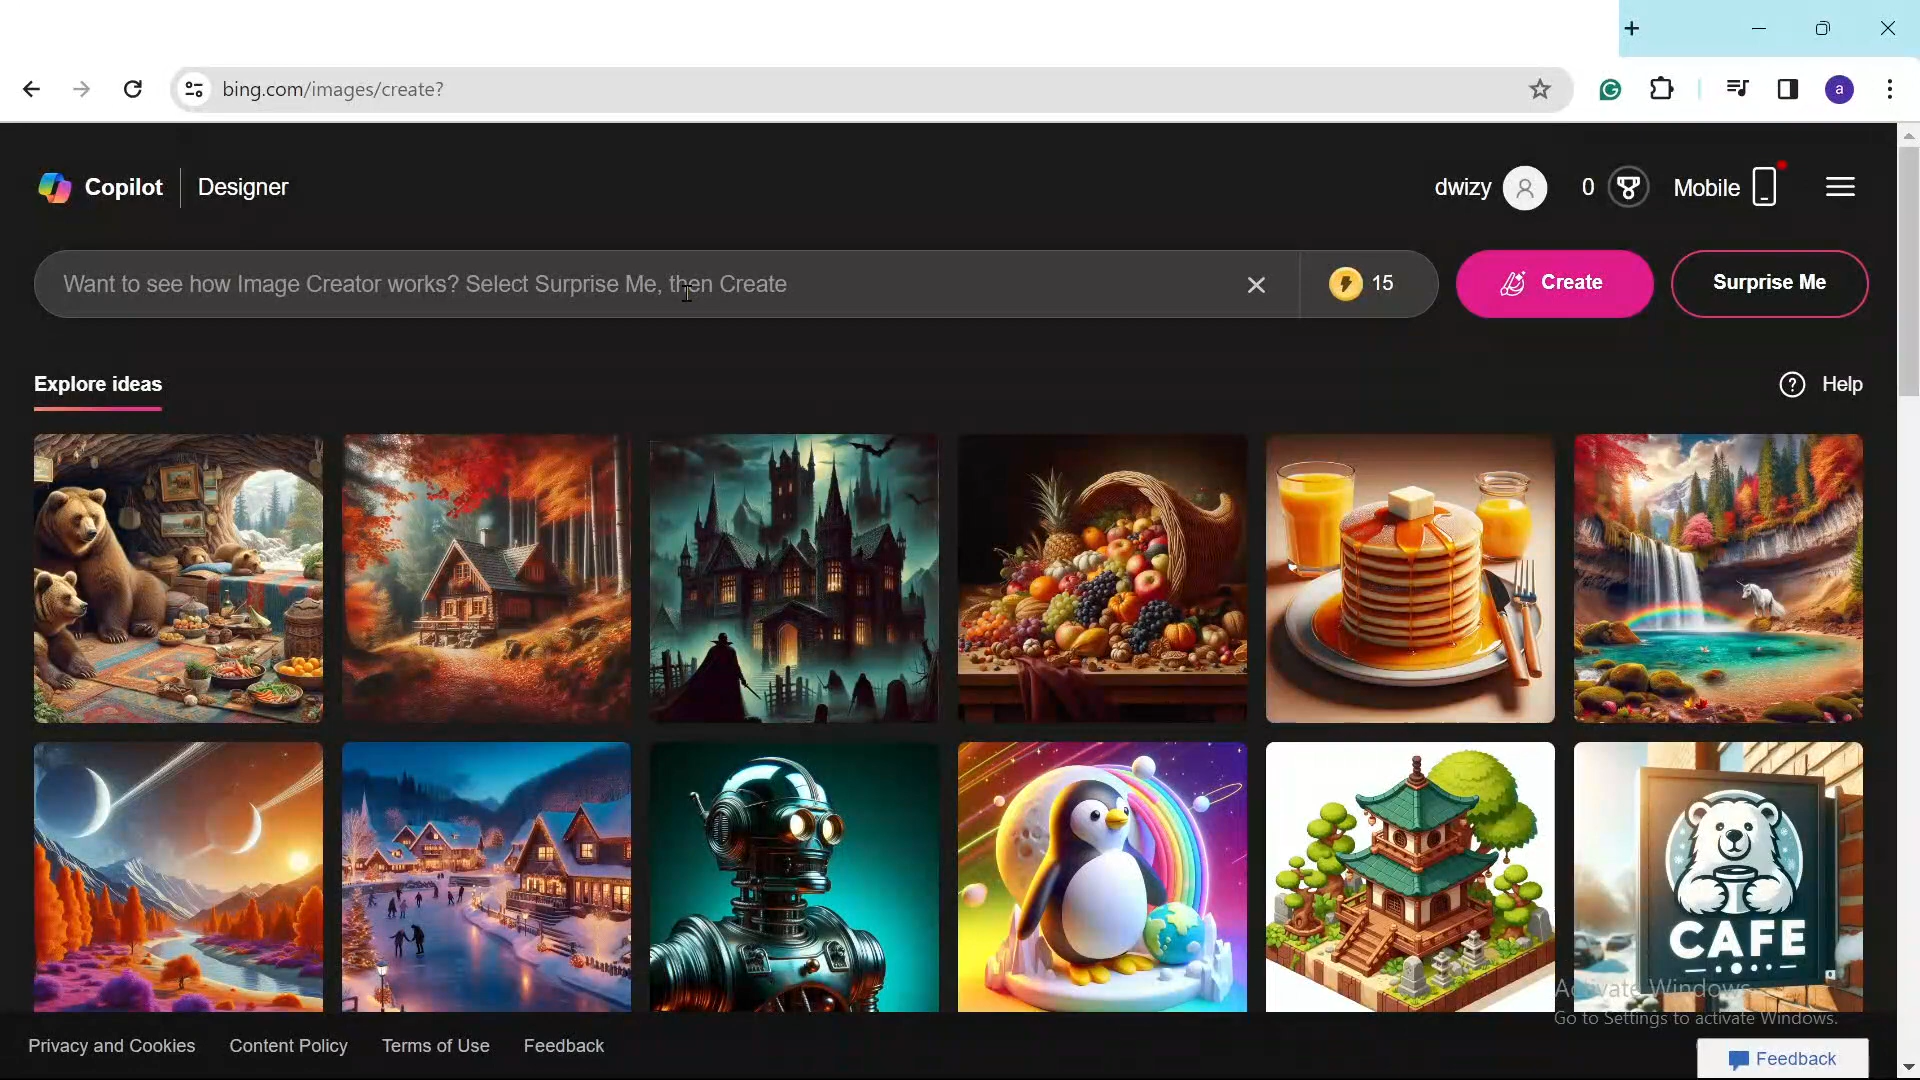 bing.com/images/create?
a
Copilot
Designer
dwizy
0
Mobile
Want to see how Image Creator works? Select Surprise Me, then Create
15
Create
Surprise Me
Explore ideas
? Help
CAFE
Activate Windows
Go to Settings to activate Windows.
Privacy and Cookies
Content Policy
Terms of Use
Feedback
Feedback